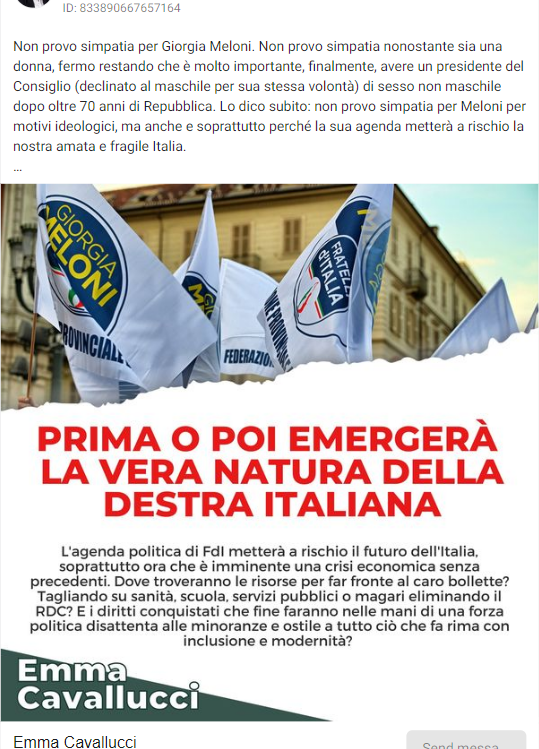 ID: 833890667657164
Non provo simpatia per Giorgia Meloni. Non provo simpatia nonostante sia una
donna, fermo restando che è molto importante, finalmente, avere un presidente del
Consiglio (declinato al maschile per sua stessa volontà) di sesso non maschile
dopo oltre 70 anni di Repubblica. Lo dico subito: non provo simpatia per Meloni per
motivi ideologici, ma anche e soprattutto perché la sua agenda metterà a rischio la
nostra amata e fragile Italia.
...
GIORGIA
MELONI
PROVINCIALE
M
FEDERAZIO
FRATELLI
d'ITALIA
PROVINCIALE
PRIMA O POI EMERGERÀ
LA VERA NATURA DELLA
DESTRA ITALIANA
L'agenda politica di FdI metterà a rischio il futuro dell'Italia,
soprattutto ora che è imminente una crisi economica senza
precedenti. Dove troveranno le risorse per far fronte al caro bollette?
Tagliando su sanità, scuola, servizi pubblici o magari eliminando il
RDC? E i diritti conquistati che fine faranno nelle mani di una forza
politica disattenta alle minoranze e ostile a tutto ciò che fa rima con
inclusione e modernità?
Emma
Cavallucci
Emma Cavallucci
Send messa